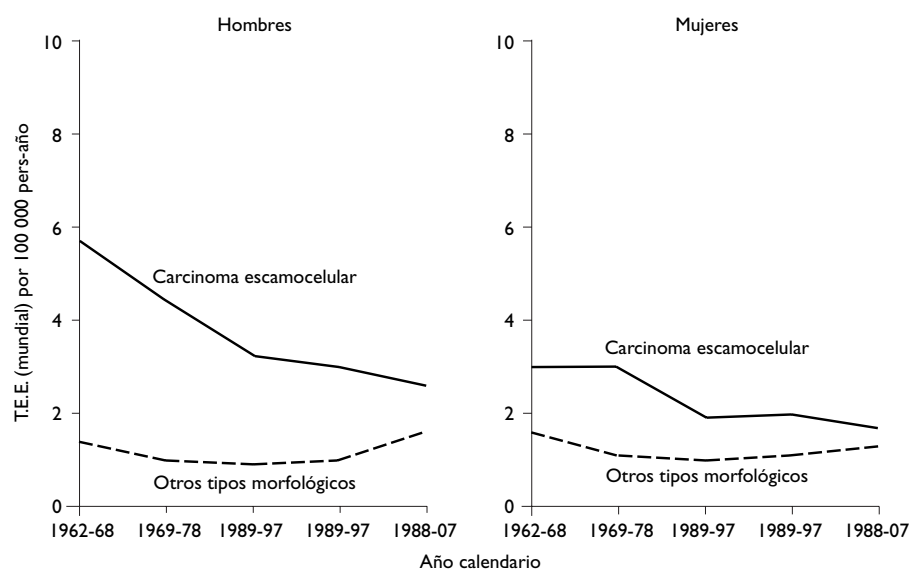 Hombres
Mujeres
T.E.E. (mundial) por 100 000 pers-año
10
8
6
4
2
0
Carcinoma escamocelular
Otros tipos morfológicos
1962-68 1969-78 1989-97 1989-97 1988-07
10
8
6
4
2
0
Carcinoma escamocelular
Otros tipos morfológicos
1962-68 1969-78 1989-97 1989-97 1988-07
Año calendario